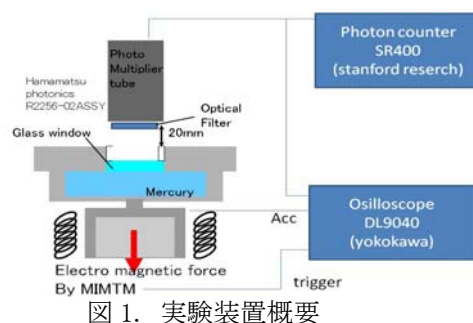 Photo
Multiplier
tube
Hamamatsu
photonics
R2256-02ASSY
Optical
Filter
20mm
Glass window
Mercury
Electro magnetic force
By MIMTM
Acc
trigger
Photon counter
SR400
(stanford reserch)
Osilloscope
DL9040
(yokokawa)
図 1. 実験装置概要